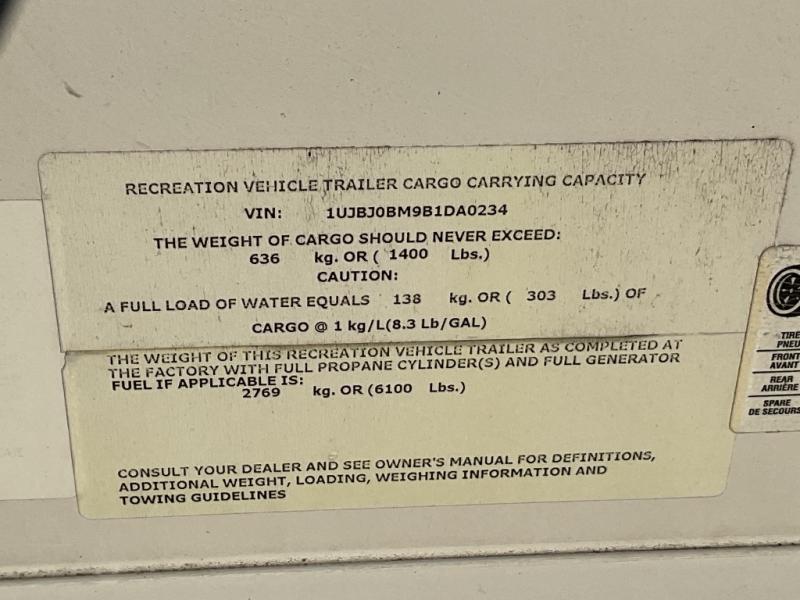 RECREATION VEHICLE TRAILER CARGO CARRYING CAPACITY
VIN: 1UJBJ0BM9B1DA0234
THE WEIGHT OF CARGO SHOULD NEVER EXCEED:
636 kg. OR ( 1400 Lbs.)
CAUTION:
A FULL LOAD OF WATER EQUALS 138 kg. OR ( 303 Lbs.) OF
CARGO @ 1 kg/L(8.3 Lb/GAL)
THE WEIGHT OF THIS RECREATION VEHICLE TRAILER AS COMPLETED AT
THE FACTORY WITH FULL PROPANE CYLINDER(S) AND FULL GENERATOR
FUEL IF APPLICABLE IS:
2769 kg. OR (6100 Lbs.)
CONSULT YOUR DEALER AND SEE OWNER'S MANUAL FOR DEFINITIONS,
ADDITIONAL WEIGHT, LOADING, WEIGHING INFORMATION AND
TOWING GUIDELINES
TIRE
PNEU
FRONT
AVANT
REAR
ARRIÈRE
SPARE
DE SECOURS